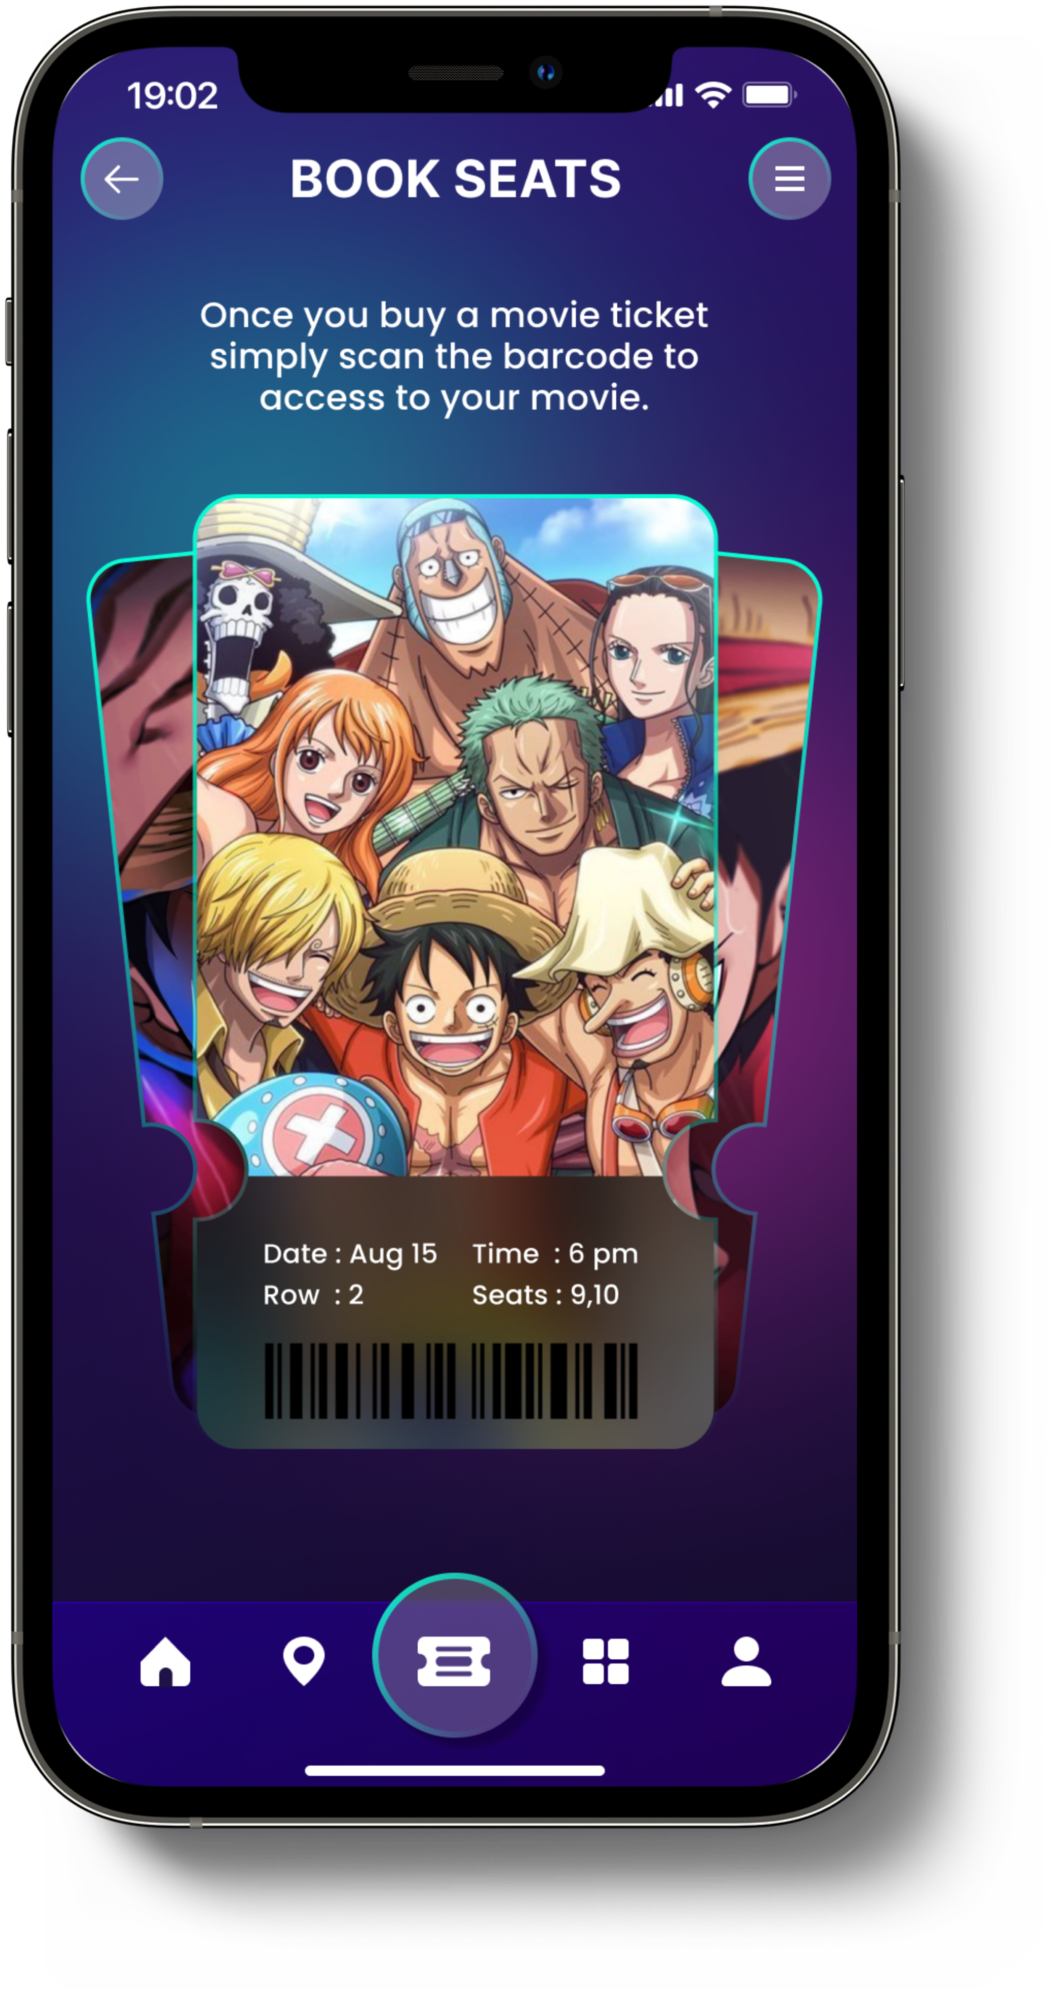 19:02
BOOK SEATS
Once you buy a movie ticket
simply scan the barcode to
access to your movie.
Date : Aug 15 Time : 6 pm
Row : 2 Seats : 9,10